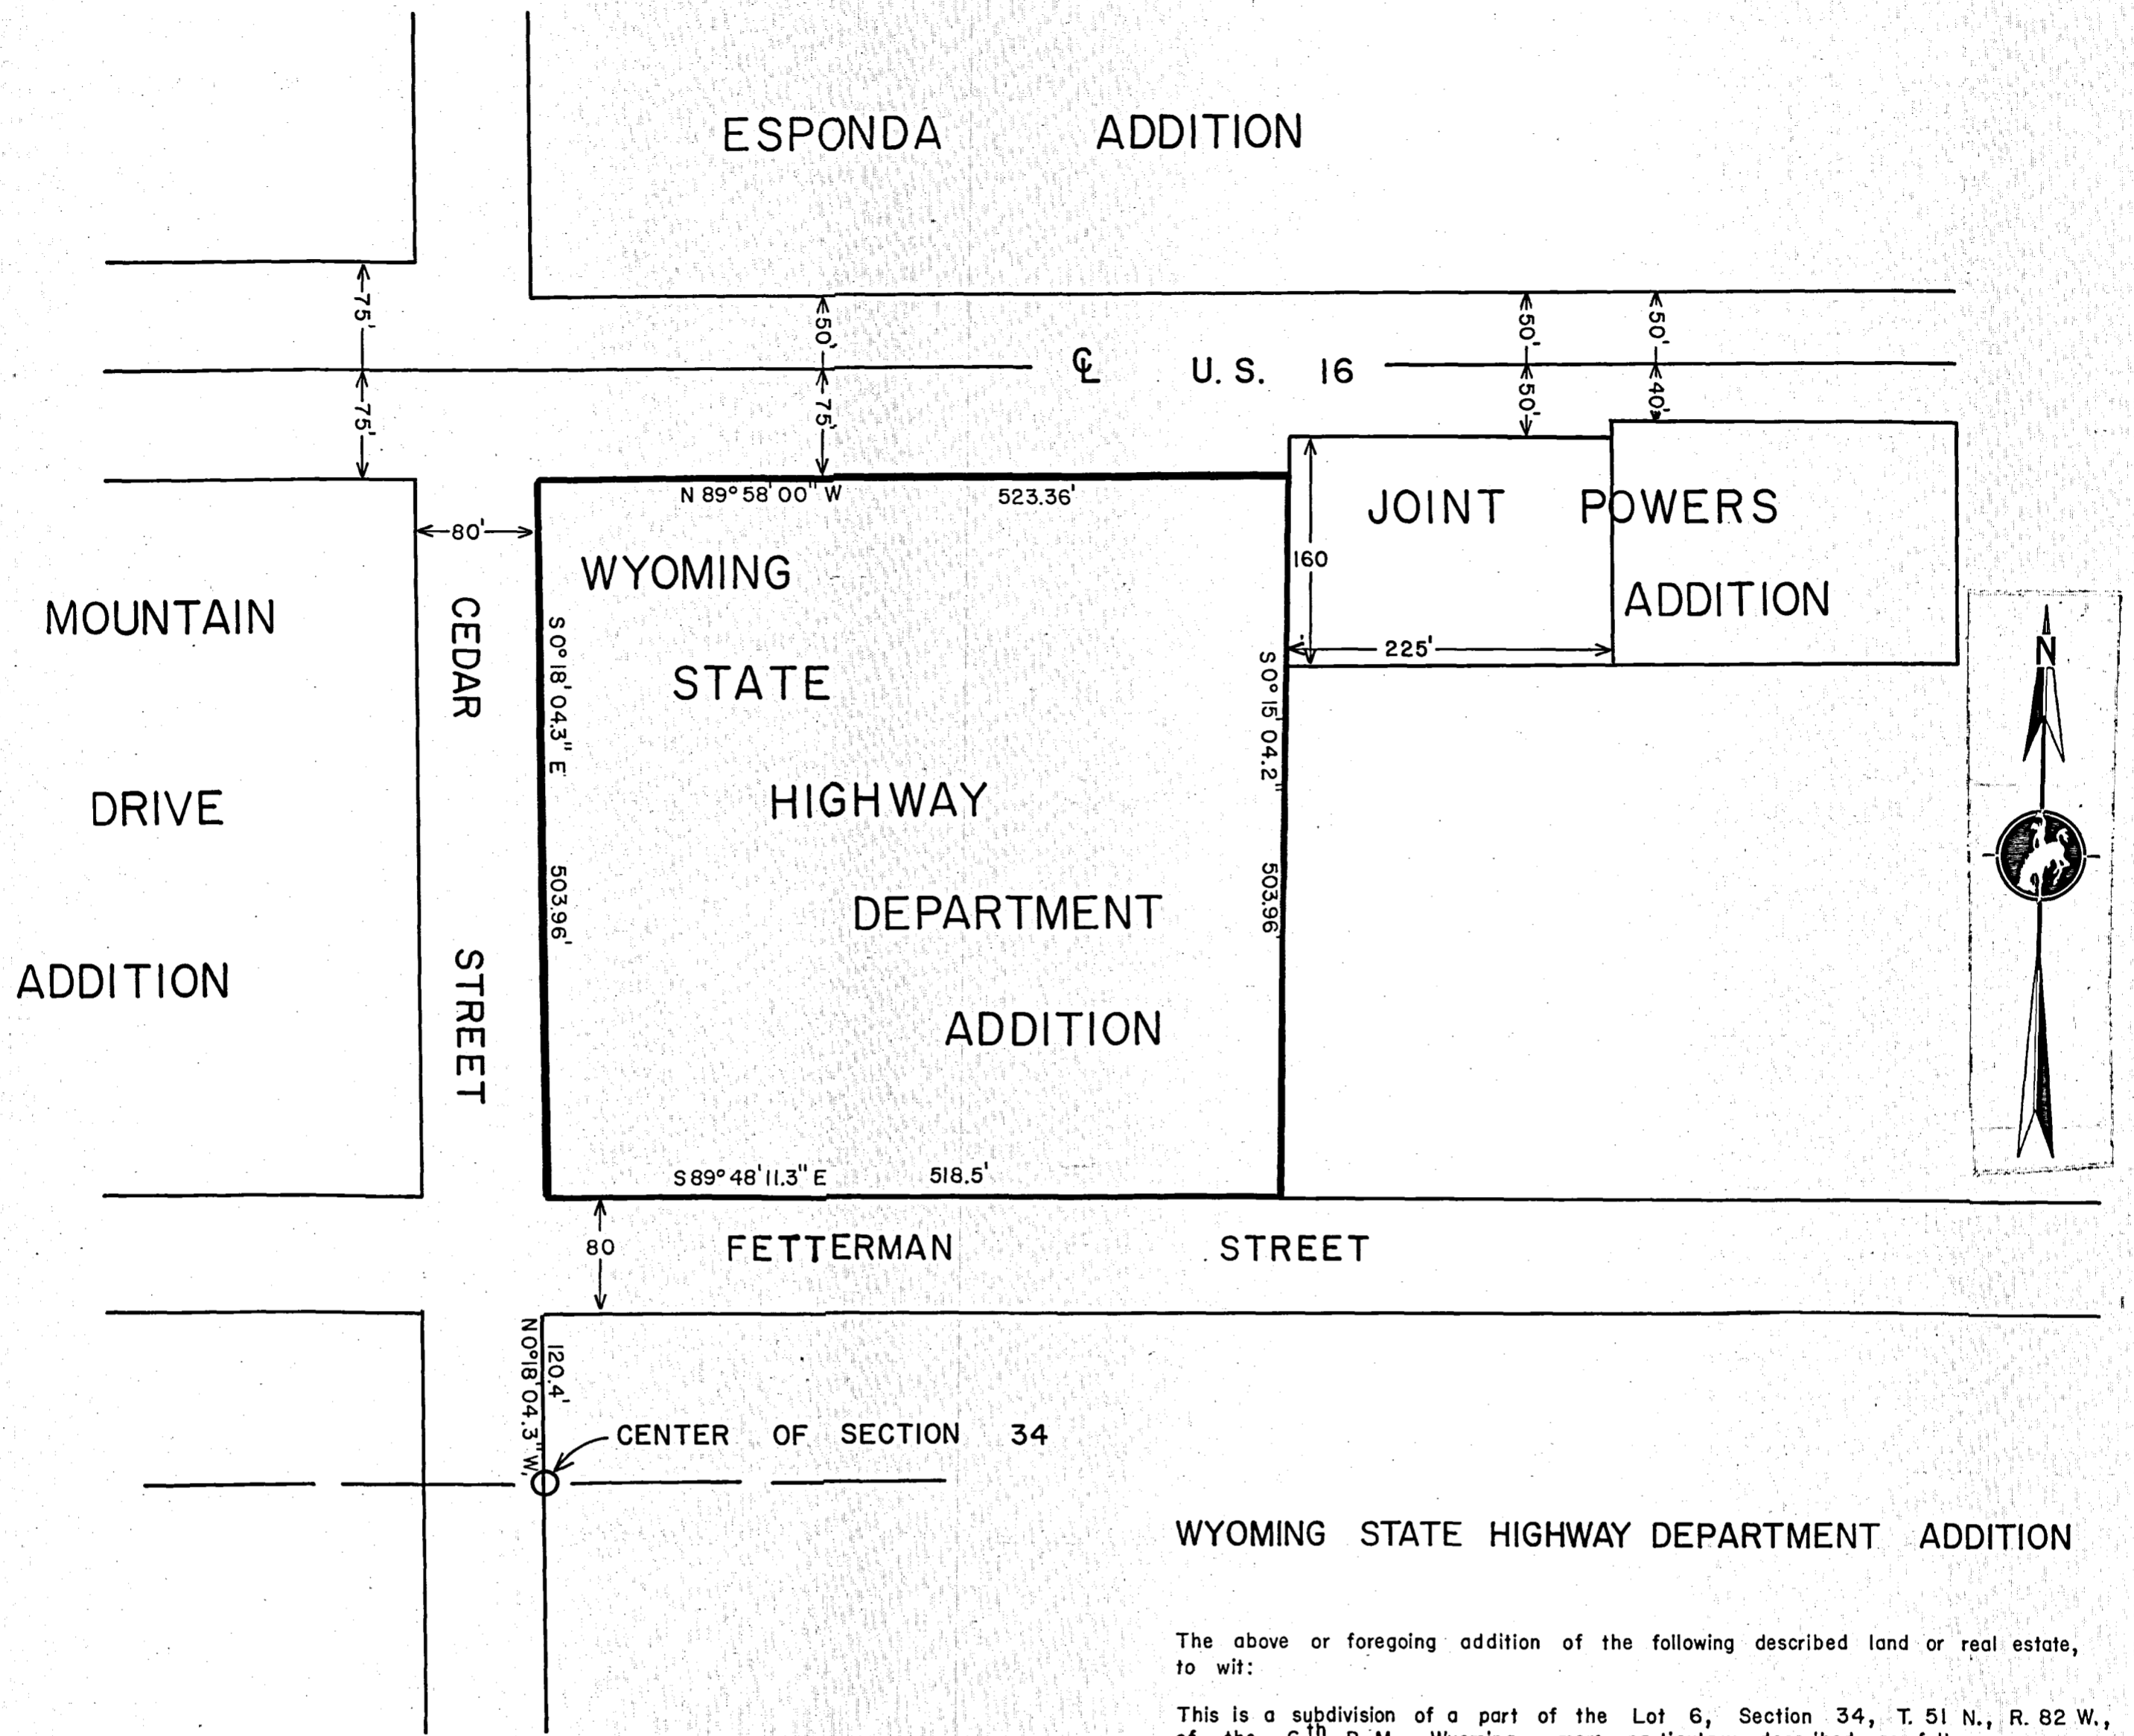 ESPONDA ADDITION
75'
50'
50'
50'
℄ U. S. 16
75'
75'
50'
40'
N 89° 58' 00" W 523.36'
80'
160'
JOINT POWERS
ADDITION
225'
WYOMING
STATE
HIGHWAY
DEPARTMENT
ADDITION
MOUNTAIN
DRIVE
ADDITION
CEDAR STREET
S 0° 18' 04.3" E 503.96'
S 0° 15' 04.2" 503.96'
N
S 89° 48' 11.3" E 518.5'
80
FETTERMAN STREET
N 0° 18' 04.3" W.
120.4'
CENTER OF SECTION 34
WYOMING STATE HIGHWAY DEPARTMENT ADDITION
The above or foregoing addition of the following described land or real estate,
to wit:
This is a subdivision of a part of the Lot 6, Section 34, T. 51 N., R. 82 W.,
of the 6th P.M., Wyoming, more